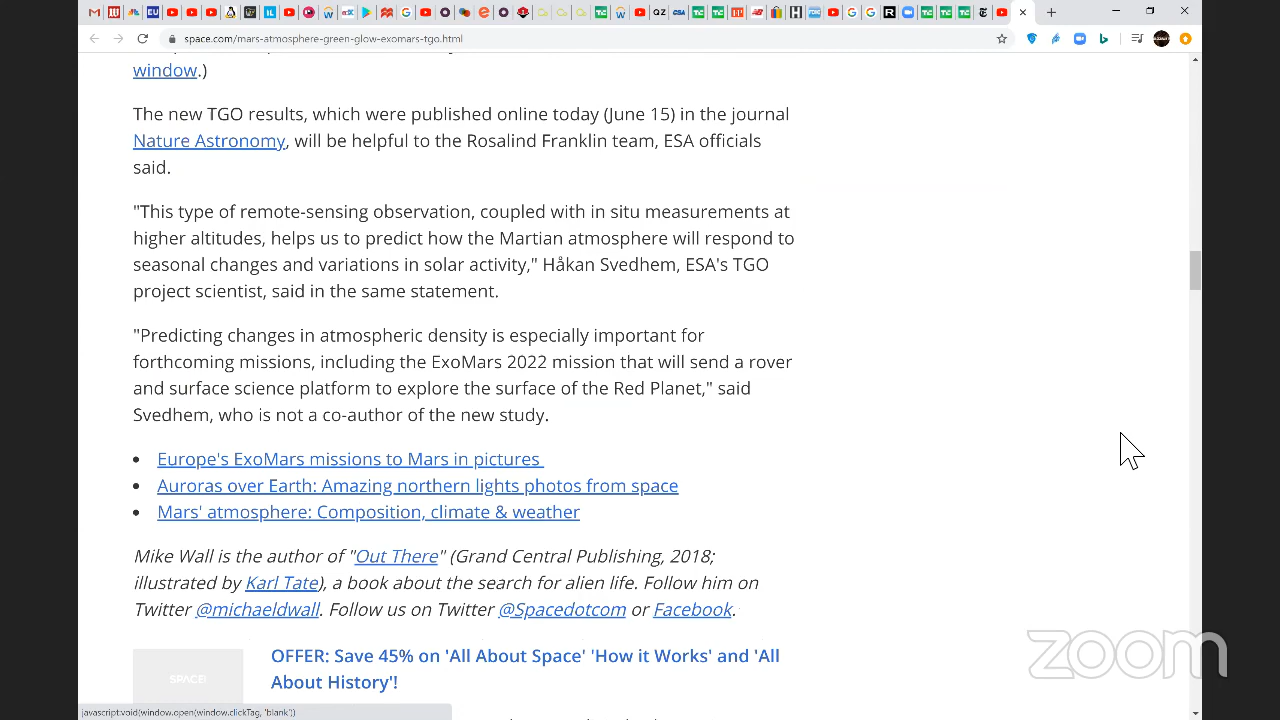 space.com/mars-atmosphere-green-glow-exomars-tgo.html
window.)
The new TGO results, which were published online today (June 15) in the journal
Nature Astronomy, will be helpful to the Rosalind Franklin team, ESA officials
said.
"This type of remote-sensing observation, coupled with in situ measurements at
higher altitudes, helps us to predict how the Martian atmosphere will respond to
seasonal changes and variations in solar activity," Håkan Svedhem, ESA's TGO
project scientist, said in the same statement.
"Predicting changes in atmospheric density is especially important for
forthcoming missions, including the ExoMars 2022 mission that will send a rover
and surface science platform to explore the surface of the Red Planet," said
Svedhem, who is not a co-author of the new study.
Europe's ExoMars missions to Mars in pictures
Auroras over Earth: Amazing northern lights photos from space
Mars' atmosphere: Composition, climate & weather
Mike Wall is the author of "Out There" (Grand Central Publishing, 2018;
illustrated by Karl Tate), a book about the search for alien life. Follow him on
Twitter @michaeldwall. Follow us on Twitter @Spacedotcom or Facebook.
OFFER: Save 45% on 'All About Space' 'How it Works' and 'All
About History'!
SPACE
zoom
javascript:void(window.open(window.clickTag, 'blank'))